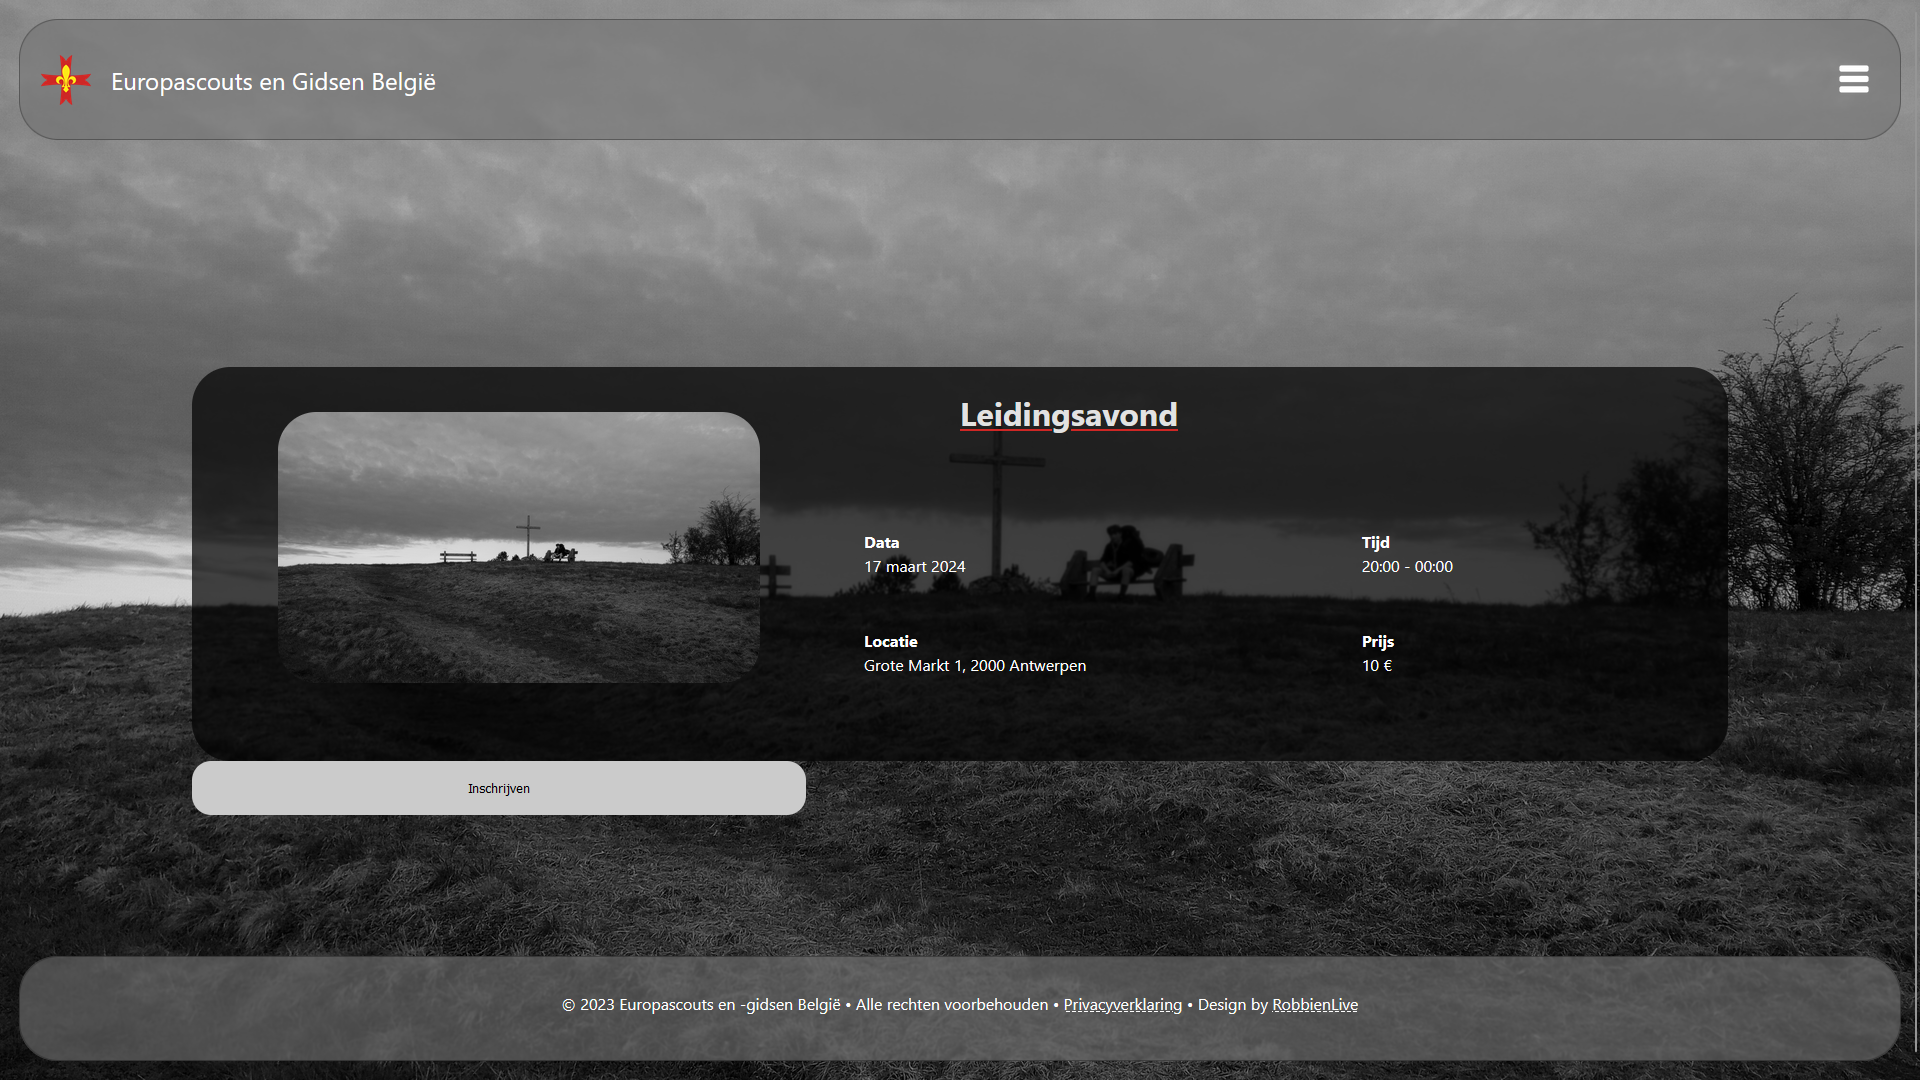 Europascouts en Gidsen België
Leidingsavond
Data
17 maart 2024
Tijd
20:00 - 00:00
Locatie
Grote Markt 1, 2000 Antwerpen
Prijs
10 €
Inschrijven
© 2023 Europascouts en -gidsen België • Alle rechten voorbehouden • Privacyverklaring • Design by RobbienLive